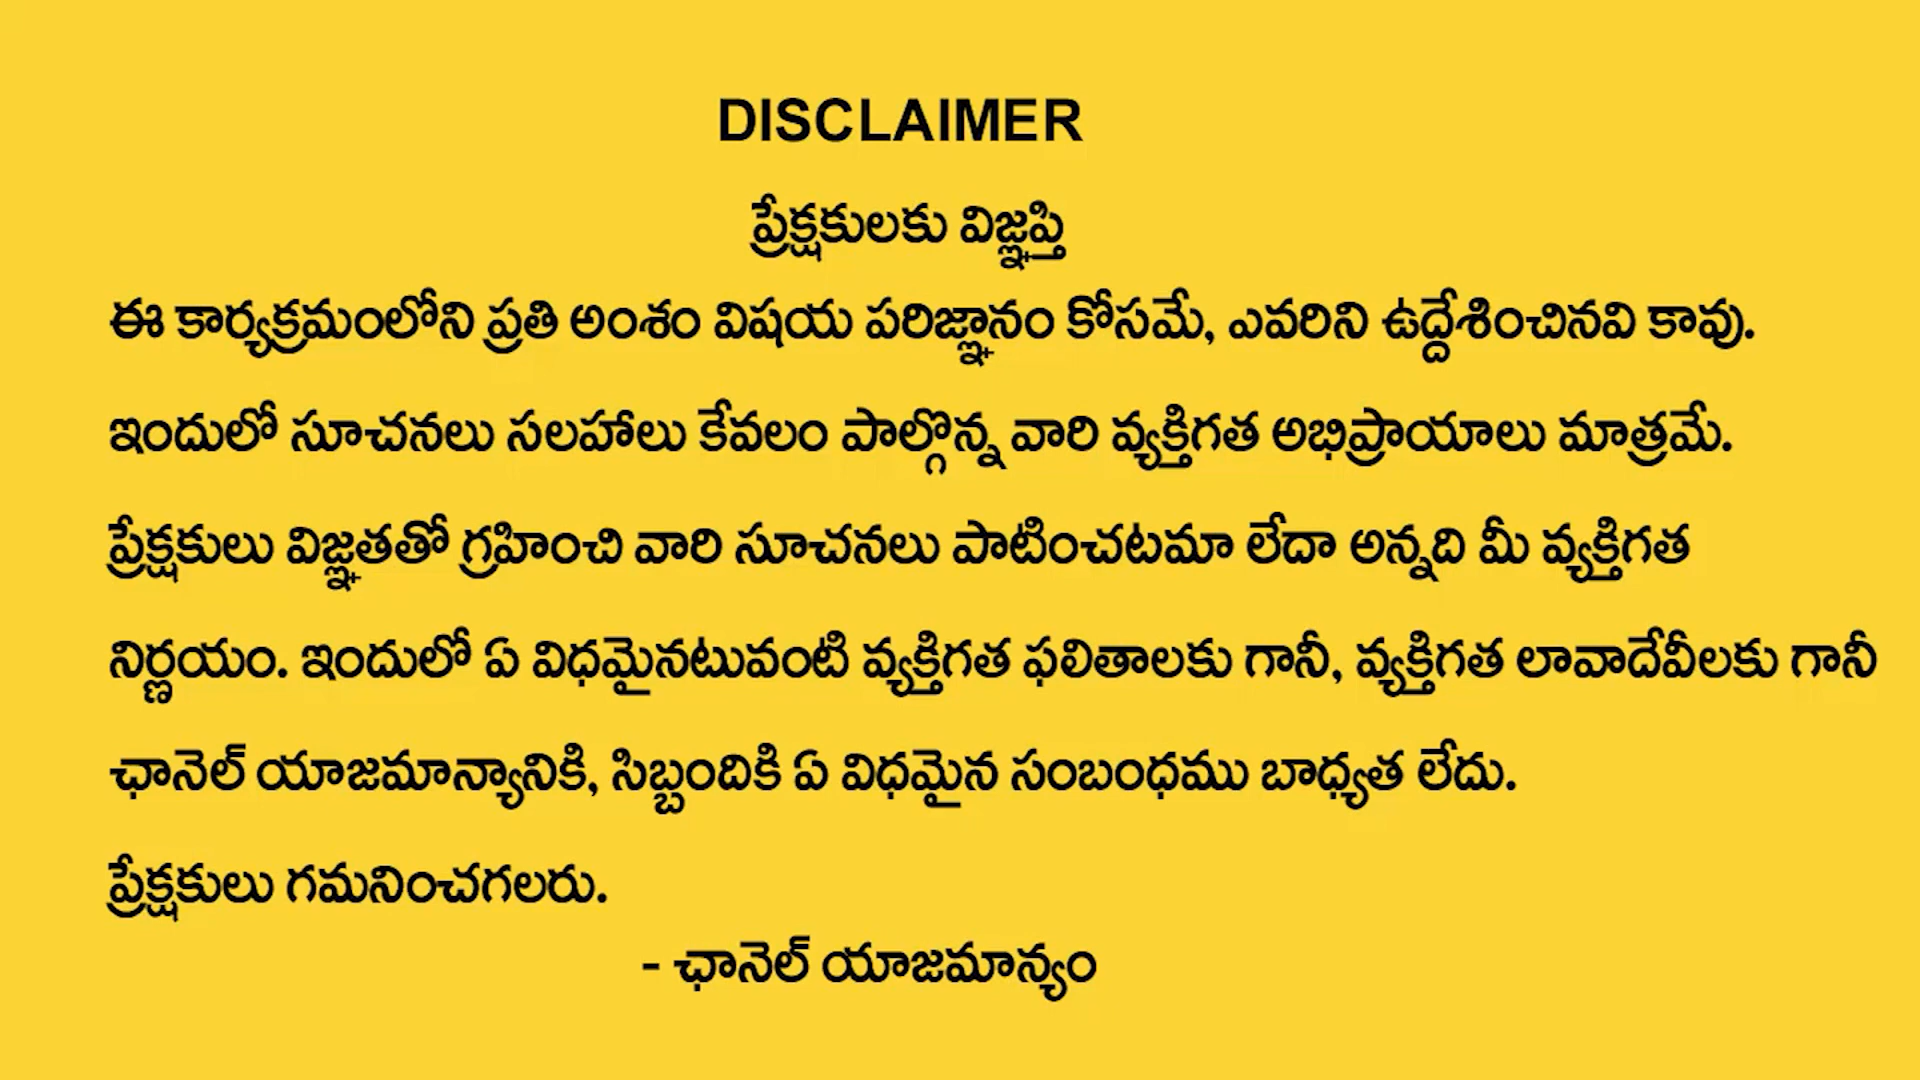 DISCLAIMER
ప్రేక్షకులకు విజ్ఞప్తి
ఈ కార్యక్రమంలోని ప్రతి అంశం విషయ పరిజ్ఞానం కోసమే, ఎవరిని ఉద్దేశించినవి కావు.
ఇందులో సూచనలు సలహాలు కేవలం పాల్గొన్న వారి వ్యక్తిగత అభిప్రాయాలు మాత్రమే.
ప్రేక్షకులు విజ్ఞతతో గ్రహించి వారి సూచనలు పాటించటమా లేదా అన్నది మీ వ్యక్తిగత
నిర్ణయం. ఇందులో ఏ విధమైనటువంటి వ్యక్తిగత ఫలితాలకు గానీ, వ్యక్తిగత లావాదేవీలకు గానీ
ఛానెల్ యాజమాన్యానికి, సిబ్బందికి ఏ విధమైన సంబంధము బాధ్యత లేదు.
ప్రేక్షకులు గమనించగలరు.
- ఛానెల్ యాజమాన్యం